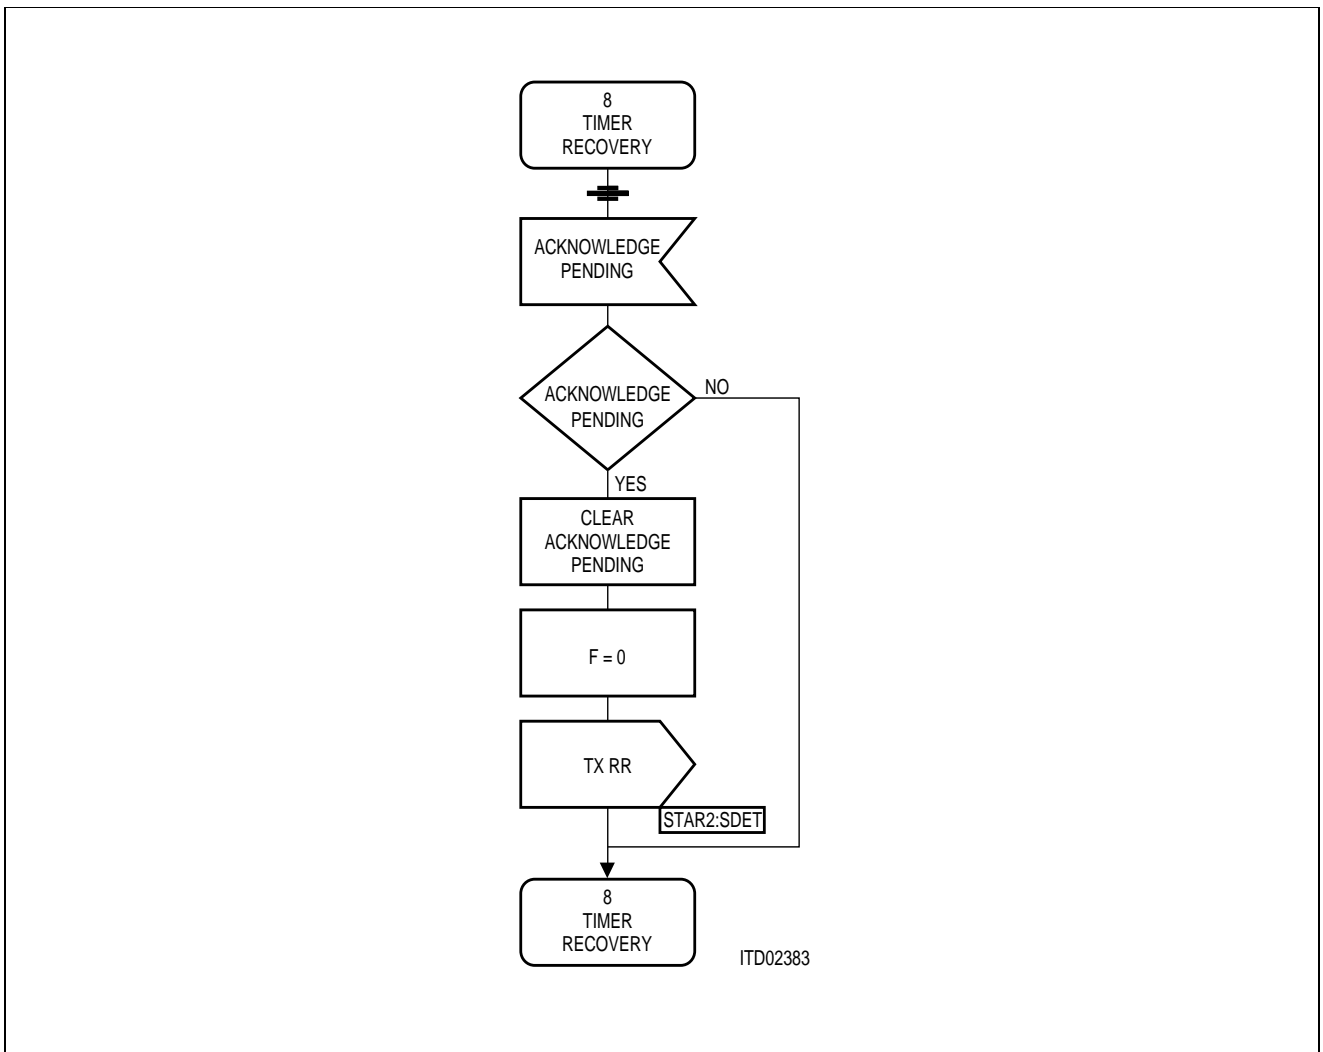 8
TIMER
RECOVERY
ACKNOWLEDGE
PENDING
ACKNOWLEDGE
PENDING
NO
YES
CLEAR
ACKNOWLEDGE
PENDING
F = 0
TX RR
STAR2:SDET
8
TIMER
RECOVERY
ITD02383